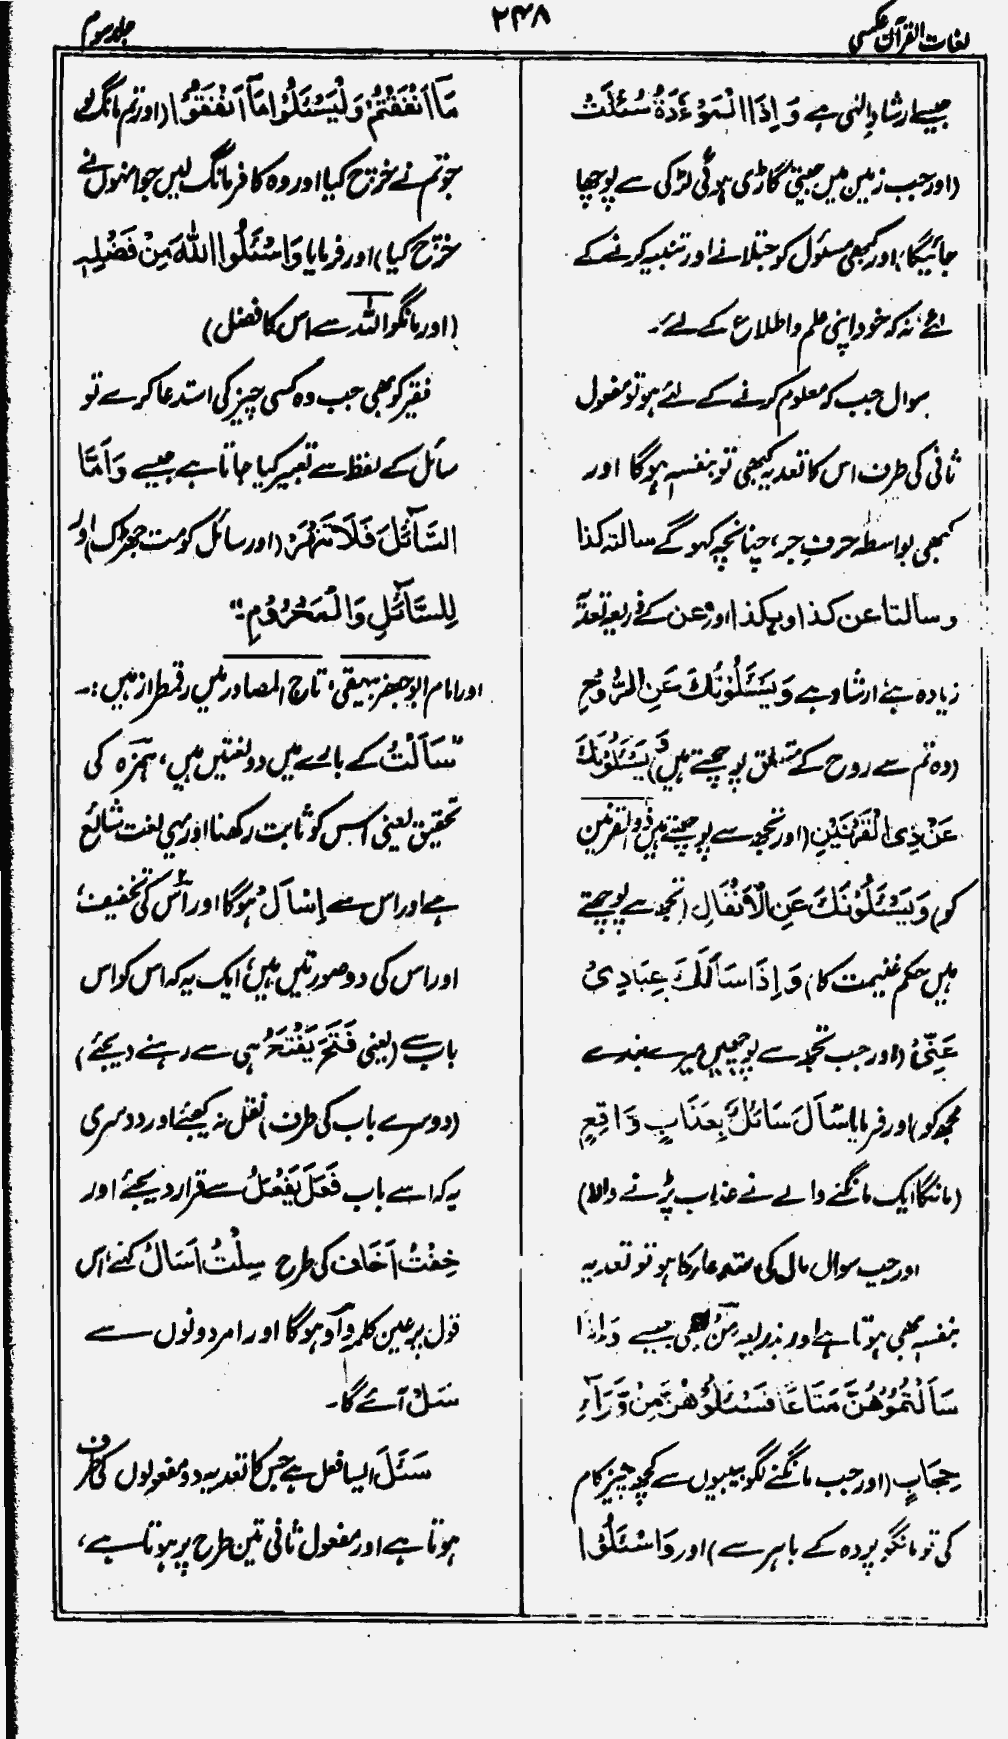 لغات القرآن عکسی
۲۴۸
جلد سوم
جیسے ارشاد الٰہی ہے وَاِذَا الْمَوْءٗدَةُ سُئِلَتْ
(اور جب زمین میں جیتی گاڑی ہوئی لڑکی سے پوچھا
جائیگا) اور کبھی مسئول کو جتلانے اور تنبیہ کرنے کے
لئے، نہ کہ خود اپنی علم و اطلاع کے لئے۔
سوال جب کہ معلوم کرنے کے لئے ہو تو مفعول
ثانی کی طرف اس کا تعدیہ کبھی تو بنفسہ ہوگا اور
کبھی بواسطہ حرفِ جر، چنانچہ کہو گے سالتہ کذا
وسالتا عن کذا وبکذا اور عن کے ذریعہ تعدیہ
زیادہ ہے ارشاد ہے وَيَسْئَلُوْنَكَ عَنِ الرُّوْحِ
(وہ تم سے روح کے متعلق پوچھتے ہیں) وَيَسْئَلُوْنَكَ
عَنْ ذِي الْقَرْنَيْنِ (اور تجھ سے پوچھتے ہیں ذوالقرنین
کو) وَيَسْئَلُوْنَكَ عَنِ الْاَنْفَالِ (تجھ سے پوچھتے
ہیں حکم غنیمت کا) وَاِذَا سَاَلَكَ عِبَادِيْ
عَنِّيْ (اور جب تجھ سے پوچھیں میرے بندے
مجھ کو) اور فرمایا سَاَلَ سَائِلٌ بِعَذَابٍ وَّاقِعٍ
(مانگا ایک مانگنے والے نے عذاب پڑنے والا)
اور جب سوال مال کی استدعا کا ہو تو تعدیہ
بنفسہ بھی ہوتا ہے اور بذریعہ مِنْ بھی جیسے وَاِذَا
سَاَلْتُمُوْهُنَّ مَتَاعًا فَسْئَلُوْهُنَّ مِنْ وَّرَآءِ
حِجَابٍ (اور جب مانگنے لگو بیبیوں سے کچھ چیز کام
کی تو مانگو پردہ کے باہر سے) اور وَاسْئَلُوْا
مَا اَنْفَقْتُمْ وَلْيَسْئَلُوْا مَا اَنْفَقُوْا (اور تم مانگ لو
جو تم نے خرچ کیا اور وہ کافر مانگ لیں جو انہوں نے
خرچ کیا) اور فرمایا وَاسْئَلُوا اللّٰهَ مِنْ فَضْلِهٖ
(اور مانگو اللہ سے اس کا فضل)
فقیر کو بھی جب وہ کسی چیز کی استدعا کرے تو
سائل کے لفظ سے تعبیر کیا جاتا ہے جیسے وَاَمَّا
السَّآئِلَ فَلَا تَنْهَرْ (اور سائل کو مت جھڑک) اور
لِلسَّآئِلِ وَالْمَحْرُوْمِ"۔
اور امام ابو جعفر بیہقی، تاج المصادر میں رقمطراز ہیں:۔
"سَاَلْتُ کے بارے میں دو لغتیں ہیں، ہمزہ کی
تحقیق یعنی اس کو ثابت رکھنا اور یہی لغت شائع
ہے اور اس سے اِسْاَلْ ہوگا اور اس کی تخفیف،
اور اس کی دو صورتیں ہیں، ایک یہ کہ اس کو اس
باب سے (یعنی فَتَحَ يَفْتَحُ ہی سے رہنے دیجئے)
(دوسرے باب کی طرف) نقل نہ کیجئے اور دوسری
یہ کہ اسے باب فَعِلَ يَفْعَلُ سے قرار دیجئے اور
خِفْتُ اَخَافُ کی طرح سِلْتُ اَسَالُ کہئے، اس
قول پر عین کلمہ واو ہوگا اور امر دونوں سے
سَلْ آئے گا۔
سَئَلَ ایسا فعل ہے جس کا تعدیہ دو مفعولوں کی طرف
ہوتا ہے اور مفعول ثانی تین طرح پر ہوتا ہے،